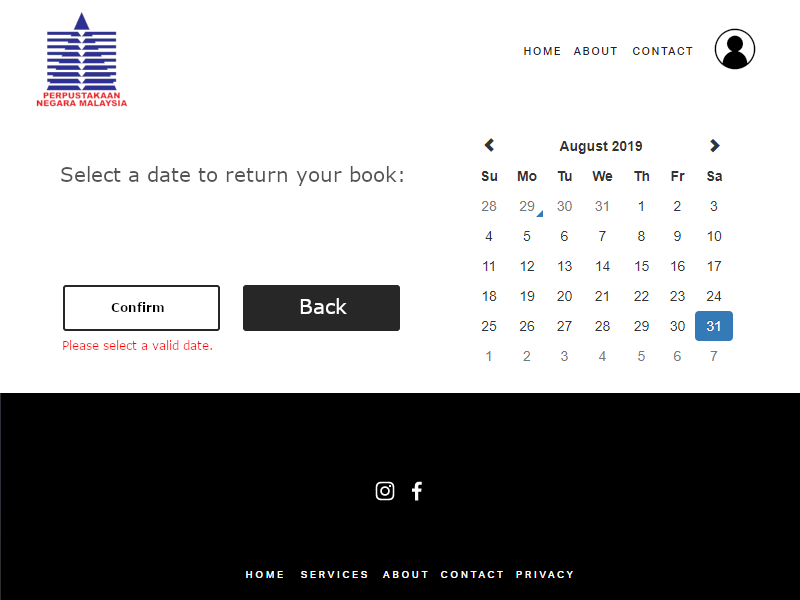 PERPUSTAKAAN
NEGARA MALAYSIA
HOME ABOUT CONTACT
Select a date to return your book:
Confirm
Back
Please select a valid date.
August 2019
Su Mo Tu We Th Fr Sa
28 29 30 31 1 2 3
4 5 6 7 8 9 10
11 12 13 14 15 16 17
18 19 20 21 22 23 24
25 26 27 28 29 30 31
1 2 3 4 5 6 7
HOME SERVICES ABOUT CONTACT PRIVACY